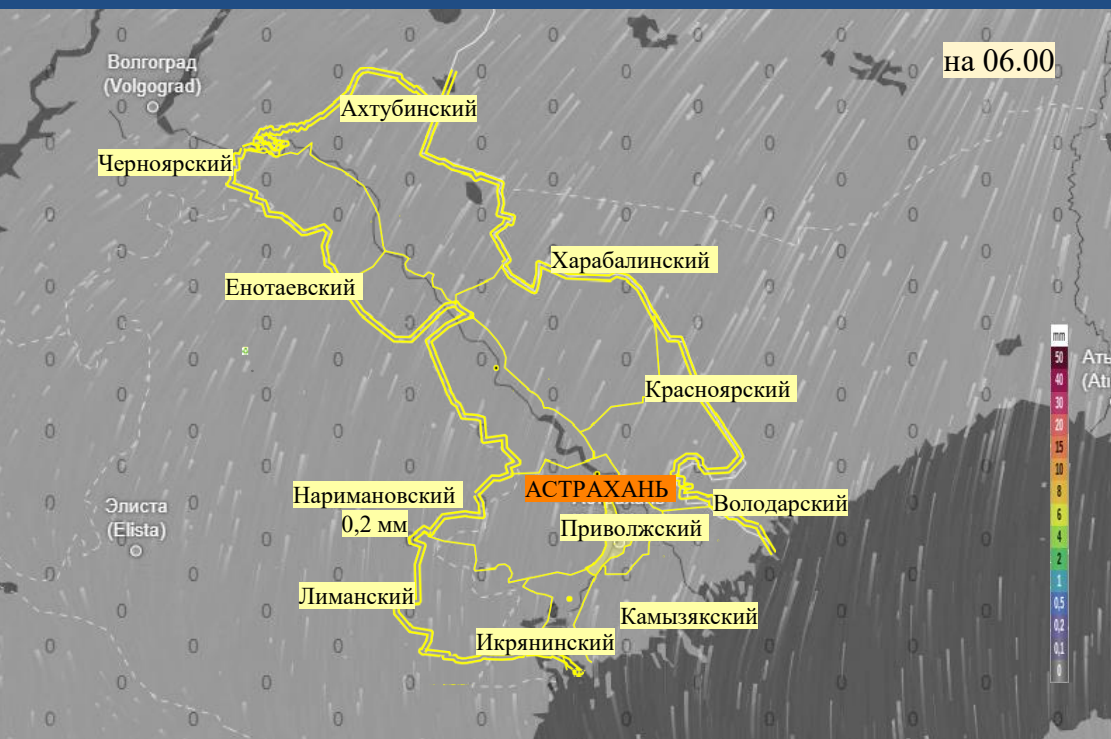 на 06.00
Волгоград
(Volgograd)
Ахтубинский
Черноярский
Харабалинский
Енотаевский
Красноярский
Наримановский
0,2 мм
АСТРАХАНЬ
Володарский
Элиста
(Elista)
Приволжский
Лиманский
Камызякский
Икрянинский
mm
50
40
30
20
15
10
8
6
4
2
1
0,5
0,2
0,1
0